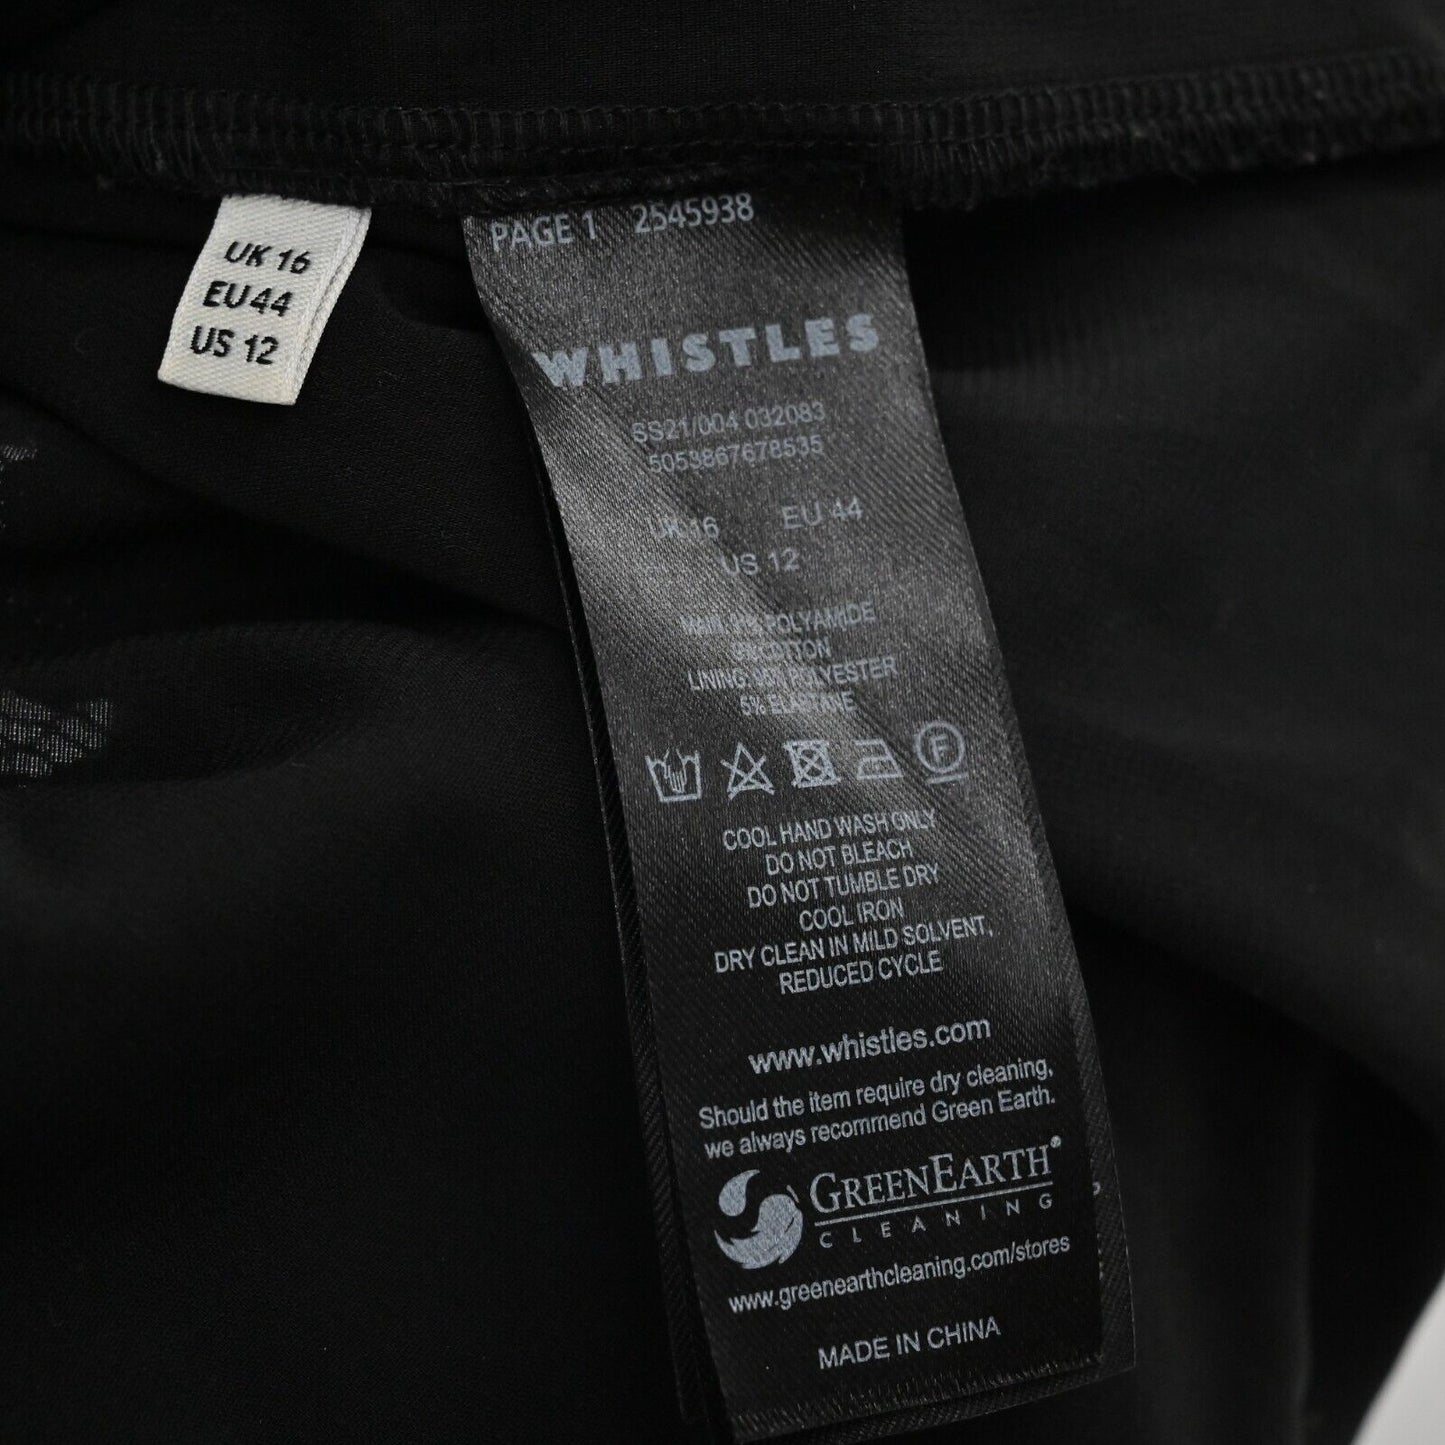 UK 16
EU 44
US 12
PAGE 1 2545938
WHISTLES
SS21/004 032083
5053867678535
UK 16 EU 44
US 12
POLYAMIDE
COTTON
LINING: POLYESTER
5% ELASTANE
F
COOL HAND WASH ONLY
DO NOT BLEACH
DO NOT TUMBLE DRY
COOL IRON
DRY CLEAN IN MILD SOLVENT,
REDUCED CYCLE
www.whistles.com
Should the item require dry cleaning,
we always recommend Green Earth.
GREENEARTH®
CLEANING
www.greenearthcleaning.com/stores
MADE IN CHINA